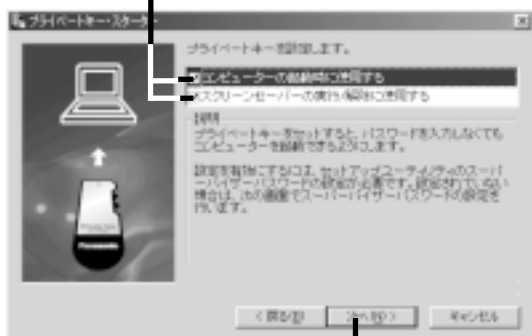 プライベートキー・スターター
プライベートキーを設定します。
コンピューターの起動時に使用する
スクリーンセーバーの実行/解除に使用する
説明
プライベートキーをセットすると、パスワードを入力しなくても
コンピューターを起動できるようにします。
設定を有効にするには、セットアップユーティリティのスーパ
ーバイザーパスワードの設定が必要です。設定されていない
場合は、次の画面でスーパーバイザーパスワードの設定を
行います。
Panasonic
< 戻る(B)
次へ(N) >
キャンセル